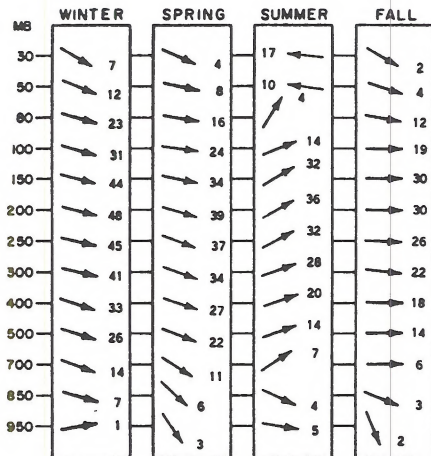 WINTER SPRING SUMMER FALL
MB
30 7 4 17 2
50 12 8 10 4
80 23 16 4 12
100 31 24 14 19
150 44 34 32 30
200 48 39 36 30
250 45 37 32 26
300 41 34 28 22
400 33 27 20 18
500 26 22 14 14
700 14 11 7 6
850 7 6 4 3
950 1 3 5 2